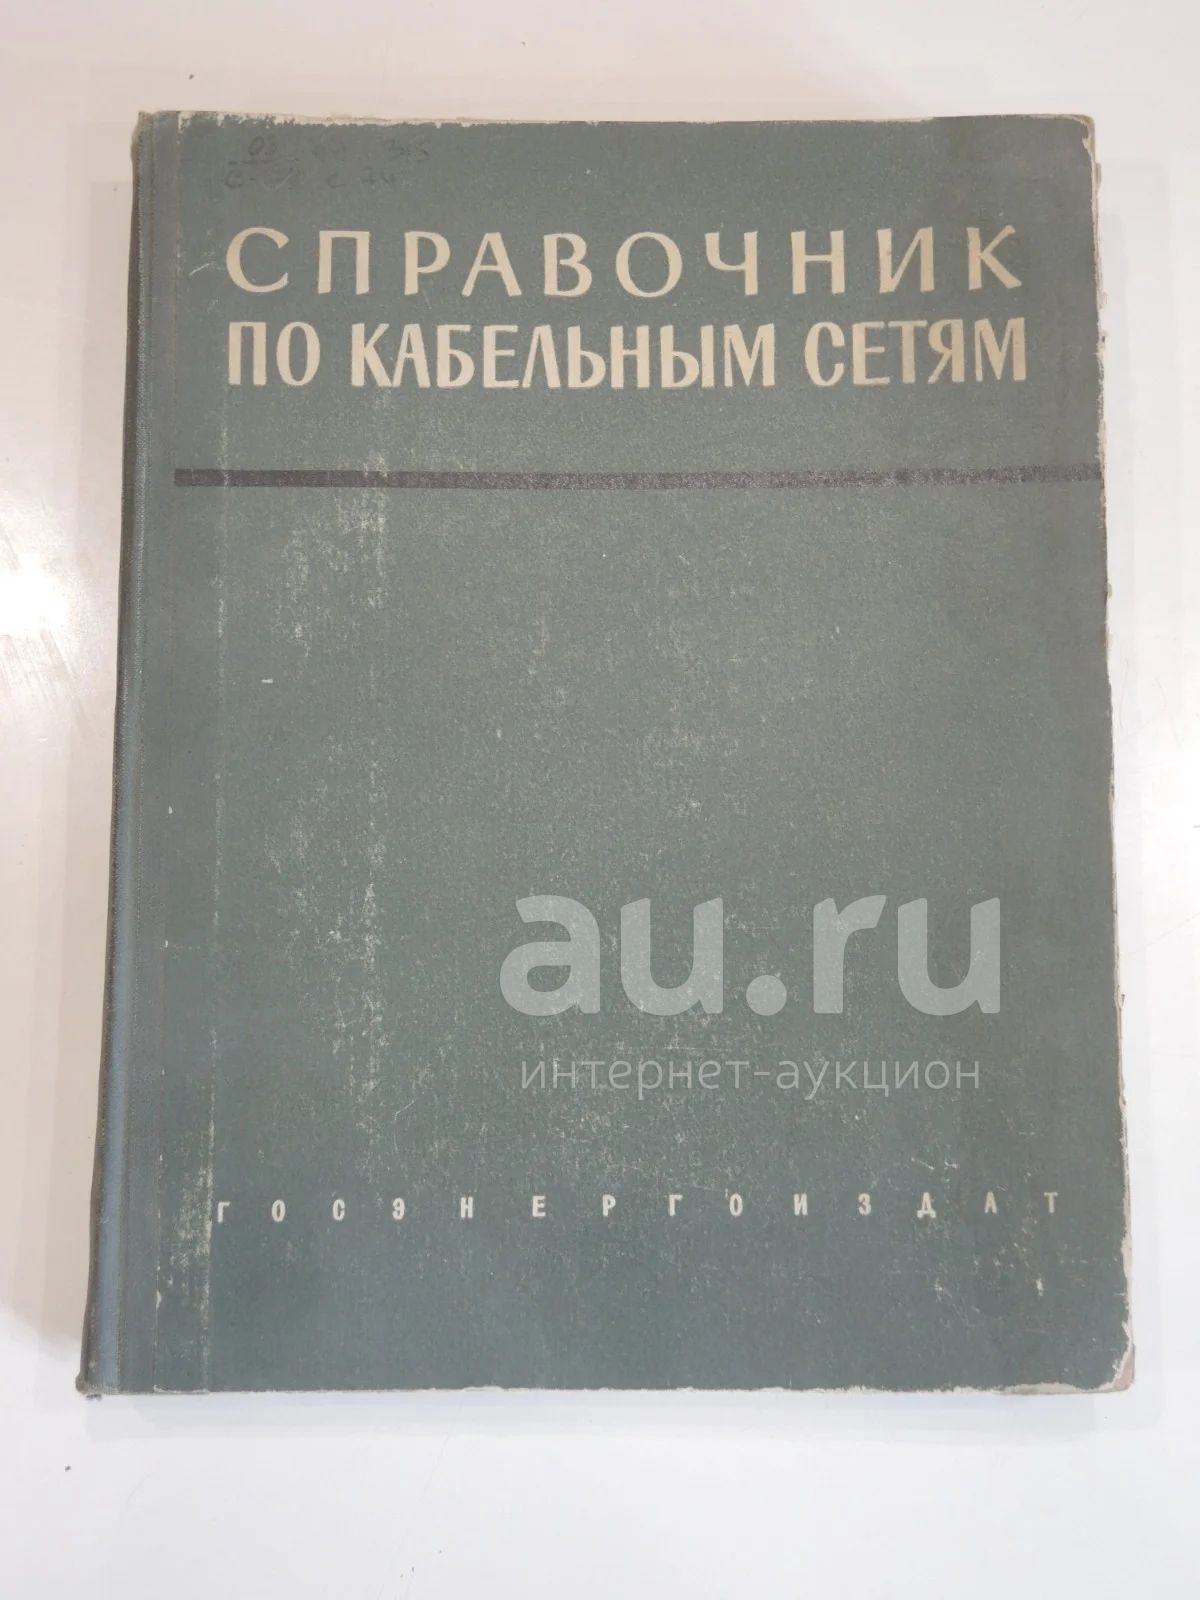 СПРАВОЧНИК
ПО КАБЕЛЬНЫМ СЕТЯМ
au.ru
интернет-аукцион
ГОСЭНЕРГОИЗДАТ